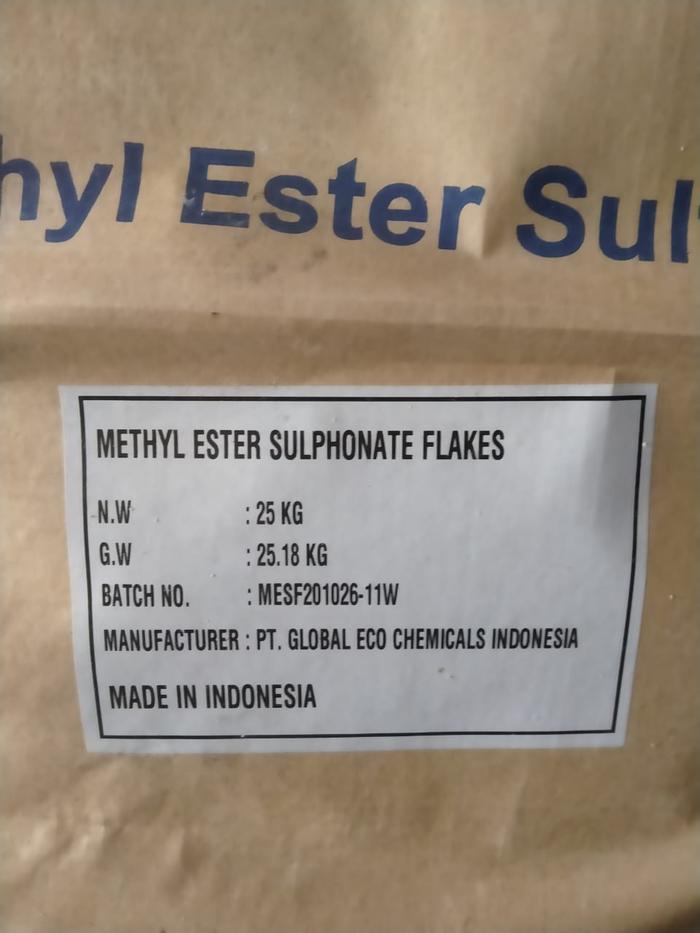 hyl Ester Sul
METHYL ESTER SULPHONATE FLAKES
N.W : 25 KG
G.W : 25.18 KG
BATCH NO. : MESF201026-11W
MANUFACTURER : PT. GLOBAL ECO CHEMICALS INDONESIA
MADE IN INDONESIA